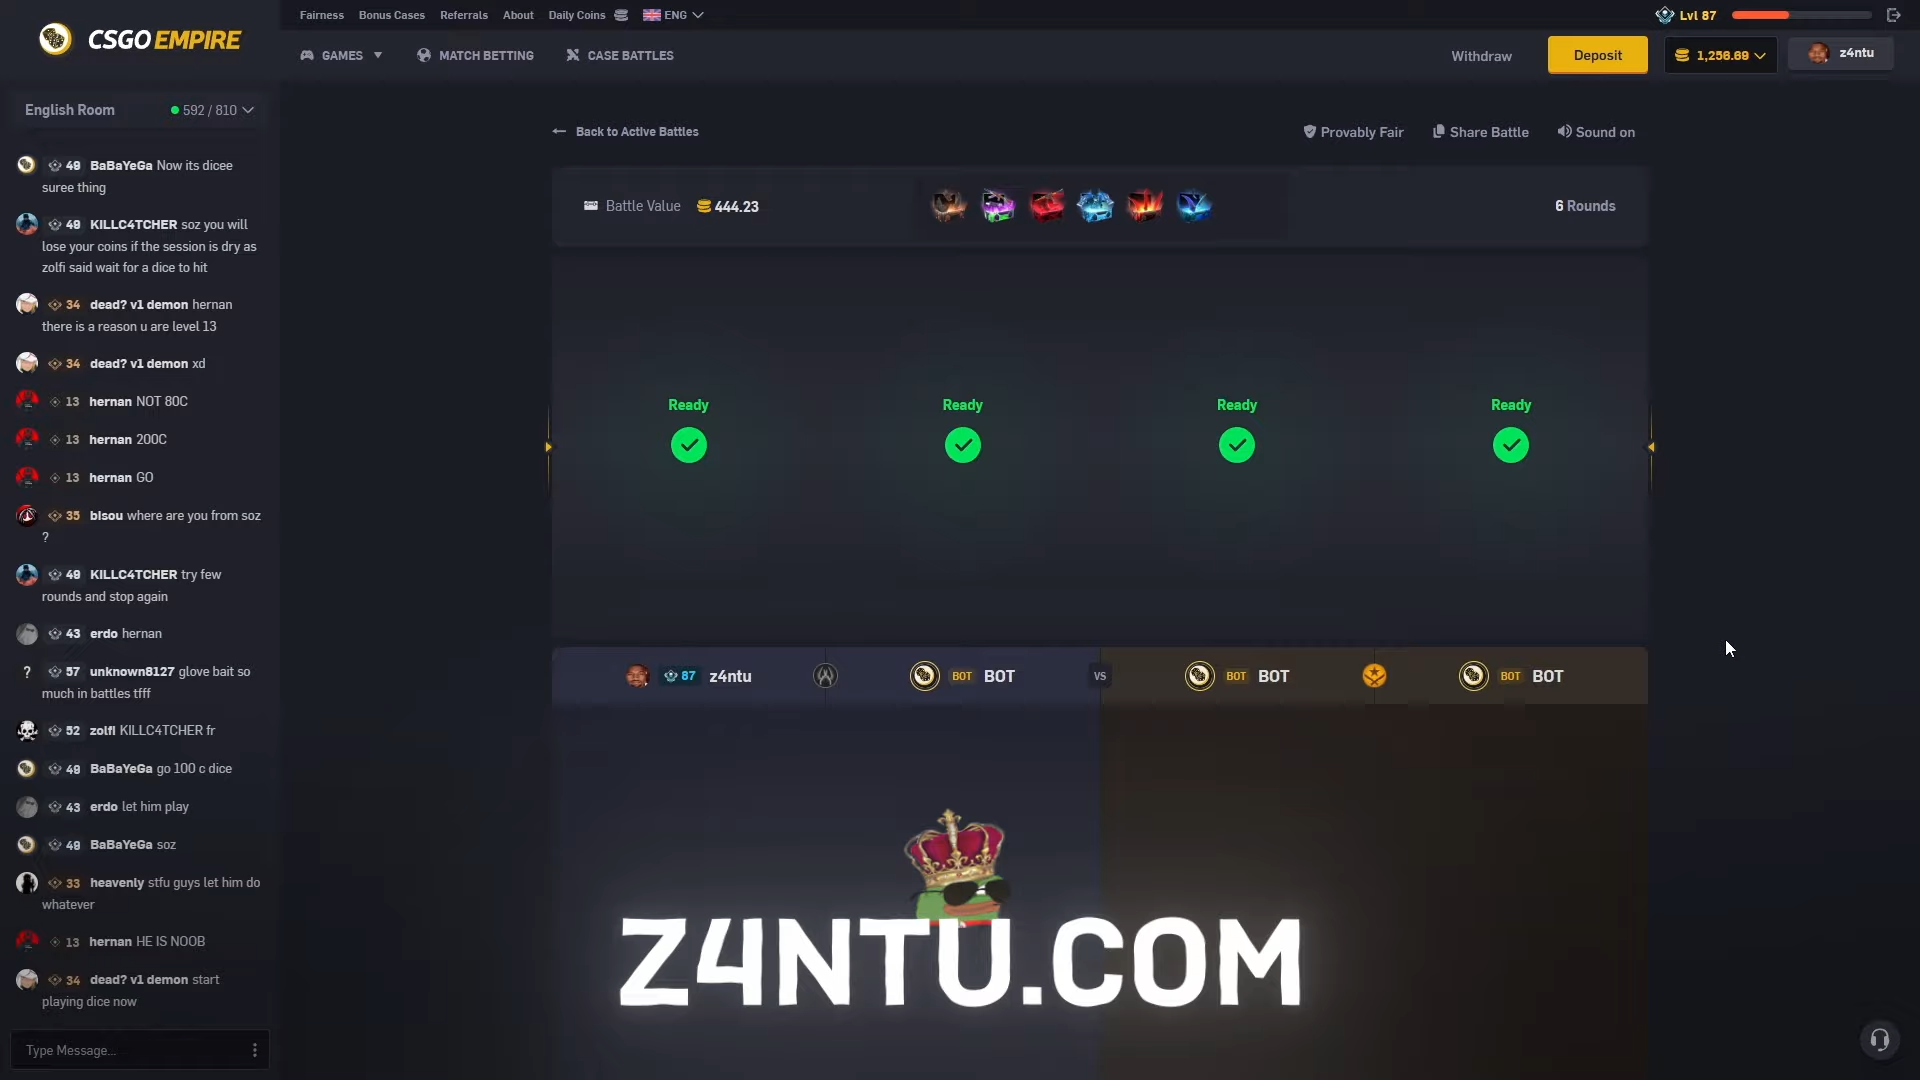 Fairness Bonus Cases Referrals About Daily Coins ENG Lvl 87
CSGOEMPIRE
GAMES MATCH BETTING CASE BATTLES Withdraw Deposit 1,256.69 z4ntu
English Room 592 / 810
Back to Active Battles Provably Fair Share Battle Sound on
49 BaBaYeGa Now its dicee
suree thing
Battle Value 444.23 6 Rounds
49 KILLC4TCHER soz you will
lose your coins if the session is dry as
zolfi said wait for a dice to hit
34 dead? v1 demon hernan
there is a reason u are level 13
34 dead? v1 demon xd
13 hernan NOT 80C
13 hernan 200C
13 hernan GO
35 bisou where are you from soz
?
49 KILLC4TCHER try few
rounds and stop again
43 erdo hernan
? 57 unknown8127 glove bait so
much in battles tfff
52 zolfi KILLC4TCHER fr
49 BaBaYeGa go 100 c dice
43 erdo let him play
49 BaBaYeGa soz
33 heavenly stfu guys let him do
whatever
13 hernan HE IS NOOB
34 dead? v1 demon start
playing dice now
Type Message...
Ready Ready Ready Ready
87 z4ntu BOT BOT VS BOT BOT BOT BOT
Z4NTU.COM